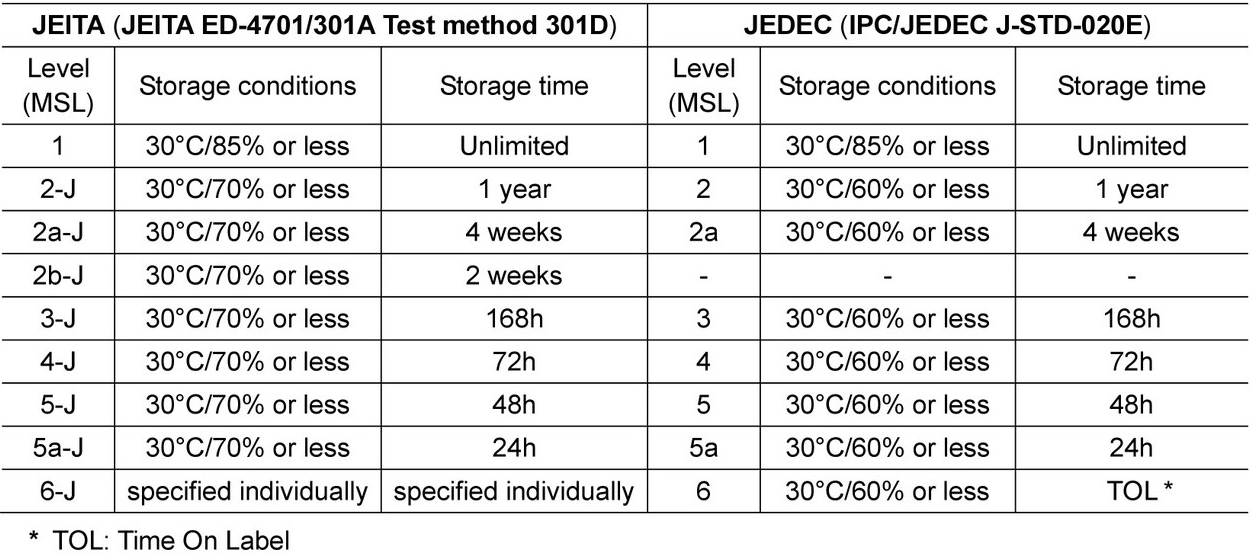 JEITA (JEITA ED-4701/301A Test method 301D) JEDEC (IPC/JEDEC J-STD-020E)
Level (MSL) Storage conditions Storage time Level (MSL) Storage conditions Storage time
1 30°C/85% or less Unlimited 1 30°C/85% or less Unlimited
2-J 30°C/70% or less 1 year 2 30°C/60% or less 1 year
2a-J 30°C/70% or less 4 weeks 2a 30°C/60% or less 4 weeks
2b-J 30°C/70% or less 2 weeks - - -
3-J 30°C/70% or less 168h 3 30°C/60% or less 168h
4-J 30°C/70% or less 72h 4 30°C/60% or less 72h
5-J 30°C/70% or less 48h 5 30°C/60% or less 48h
5a-J 30°C/70% or less 24h 5a 30°C/60% or less 24h
6-J specified individually specified individually 6 30°C/60% or less TOL *
* TOL: Time On Label